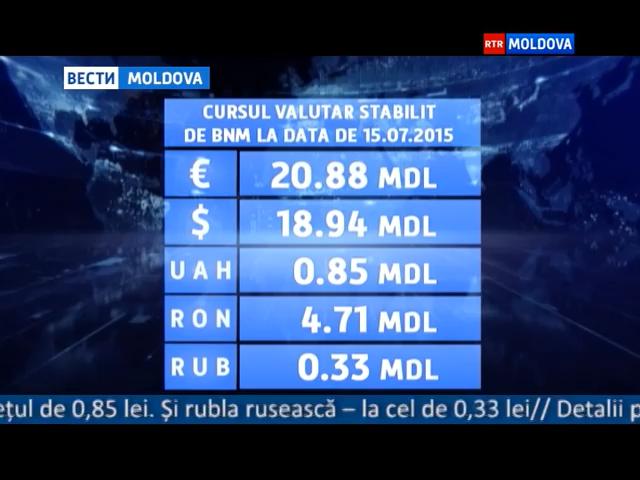 RTR MOLDOVA
ВЕСТИ MOLDOVA
CURSUL VALUTAR STABILIT
DE BNM LA DATA DE 15.07.2015
€ 20.88 MDL
$ 18.94 MDL
UAH 0.85 MDL
RON 4.71 MDL
RUB 0.33 MDL
ețul de 0,85 lei. Și rubla rusească – la cel de 0,33 lei// Detalii p